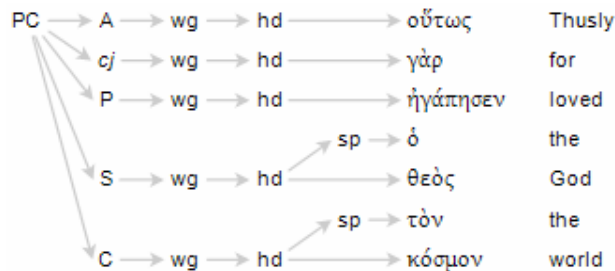 PC A wg hd οὕτως Thusly
cj wg hd γὰρ for
P wg hd ἠγάπησεν loved
sp ὁ the
S wg hd θεὸς God
sp τὸν the
C wg hd κόσμον world